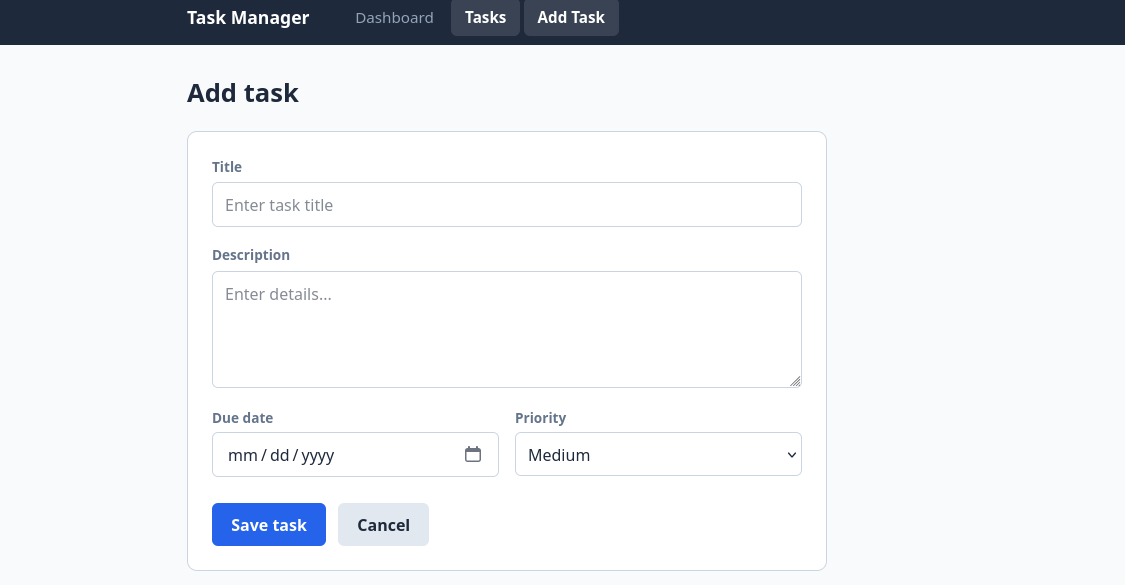 Task Manager Dashboard Tasks Add Task
Add task
Title
Enter task title
Description
Enter details...
Due date Priority
mm/dd/yyyy Medium
Save task Cancel